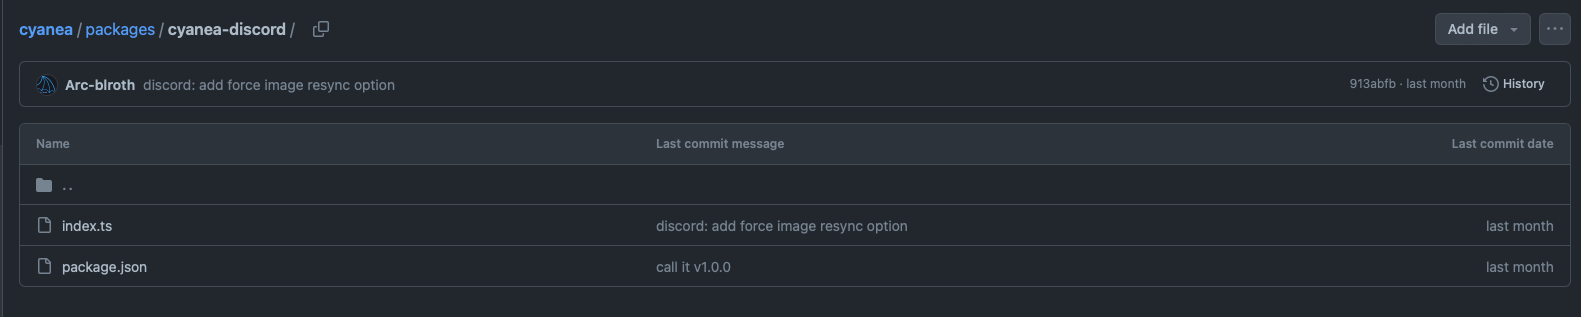 cyanea / packages / cyanea-discord /
Add file
Arc-blroth discord: add force image resync option 913abfb · last month History
Name Last commit message Last commit date
..
index.ts discord: add force image resync option last month
package.json call it v1.0.0 last month